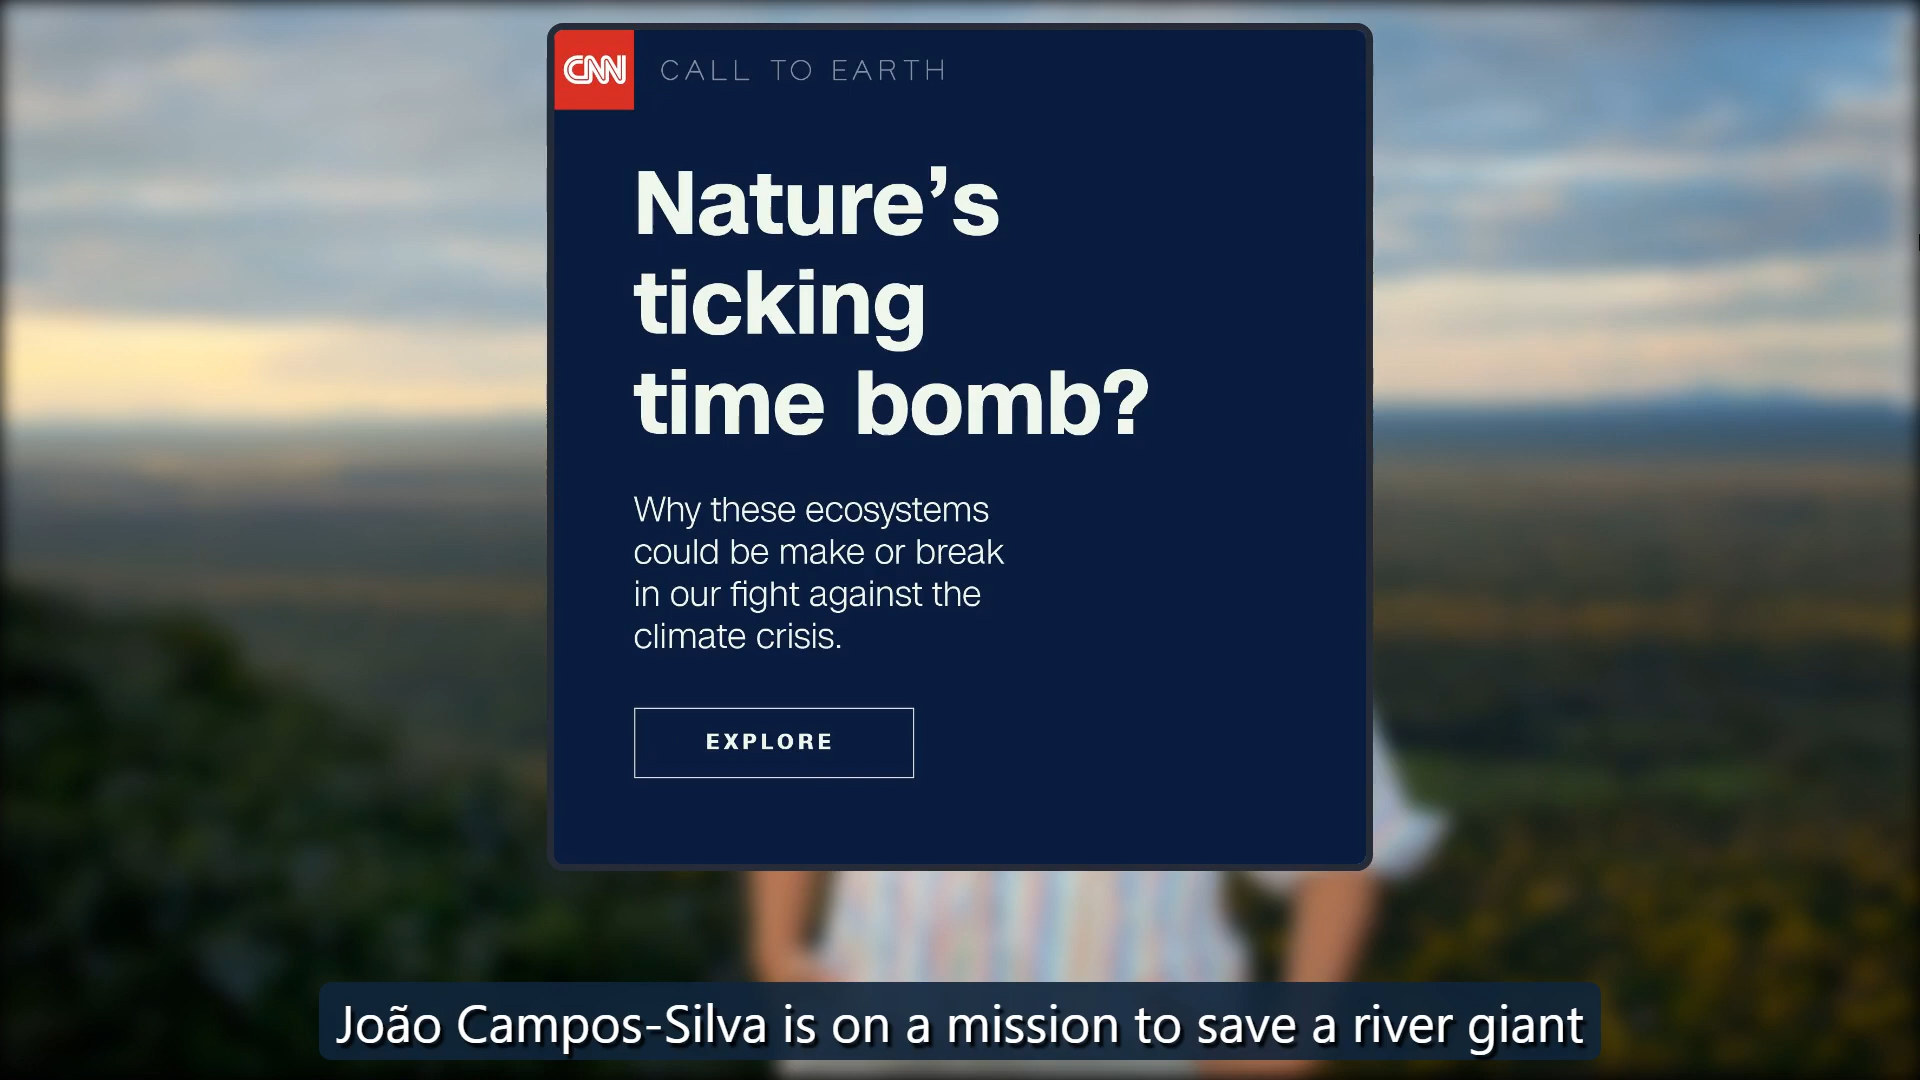 CNN CALL TO EARTH
Nature’s
ticking
time bomb?
Why these ecosystems
could be make or break
in our fight against the
climate crisis.
EXPLORE
João Campos-Silva is on a mission to save a river giant